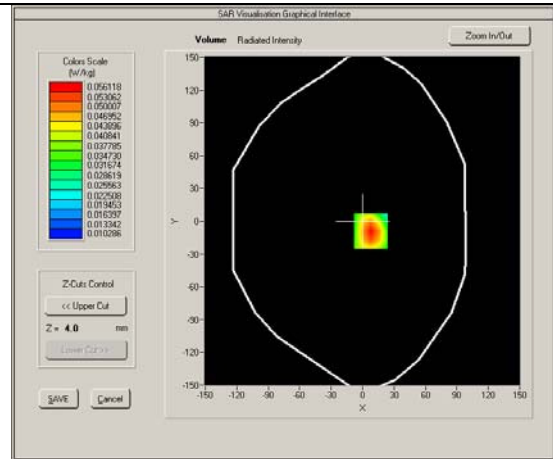 SAR Visualisation Graphical Interface
Volume Radiated Intensity
Zoom In/Out
Colors Scale
(W/kg)
0.056118
0.053062
0.050007
0.046952
0.043896
0.040841
0.037785
0.034730
0.031674
0.028619
0.025563
0.022508
0.019453
0.016397
0.013342
0.010286
Z-Cuts Control
<< Upper Cut
Z = 4.0 mm
Lower Cut >>
SAVE Cancel
150
120
90
60
30
0
-30
-60
-90
-120
-150
Y
-150 -120 -90 -60 -30 0 30 60 90 120 150
X